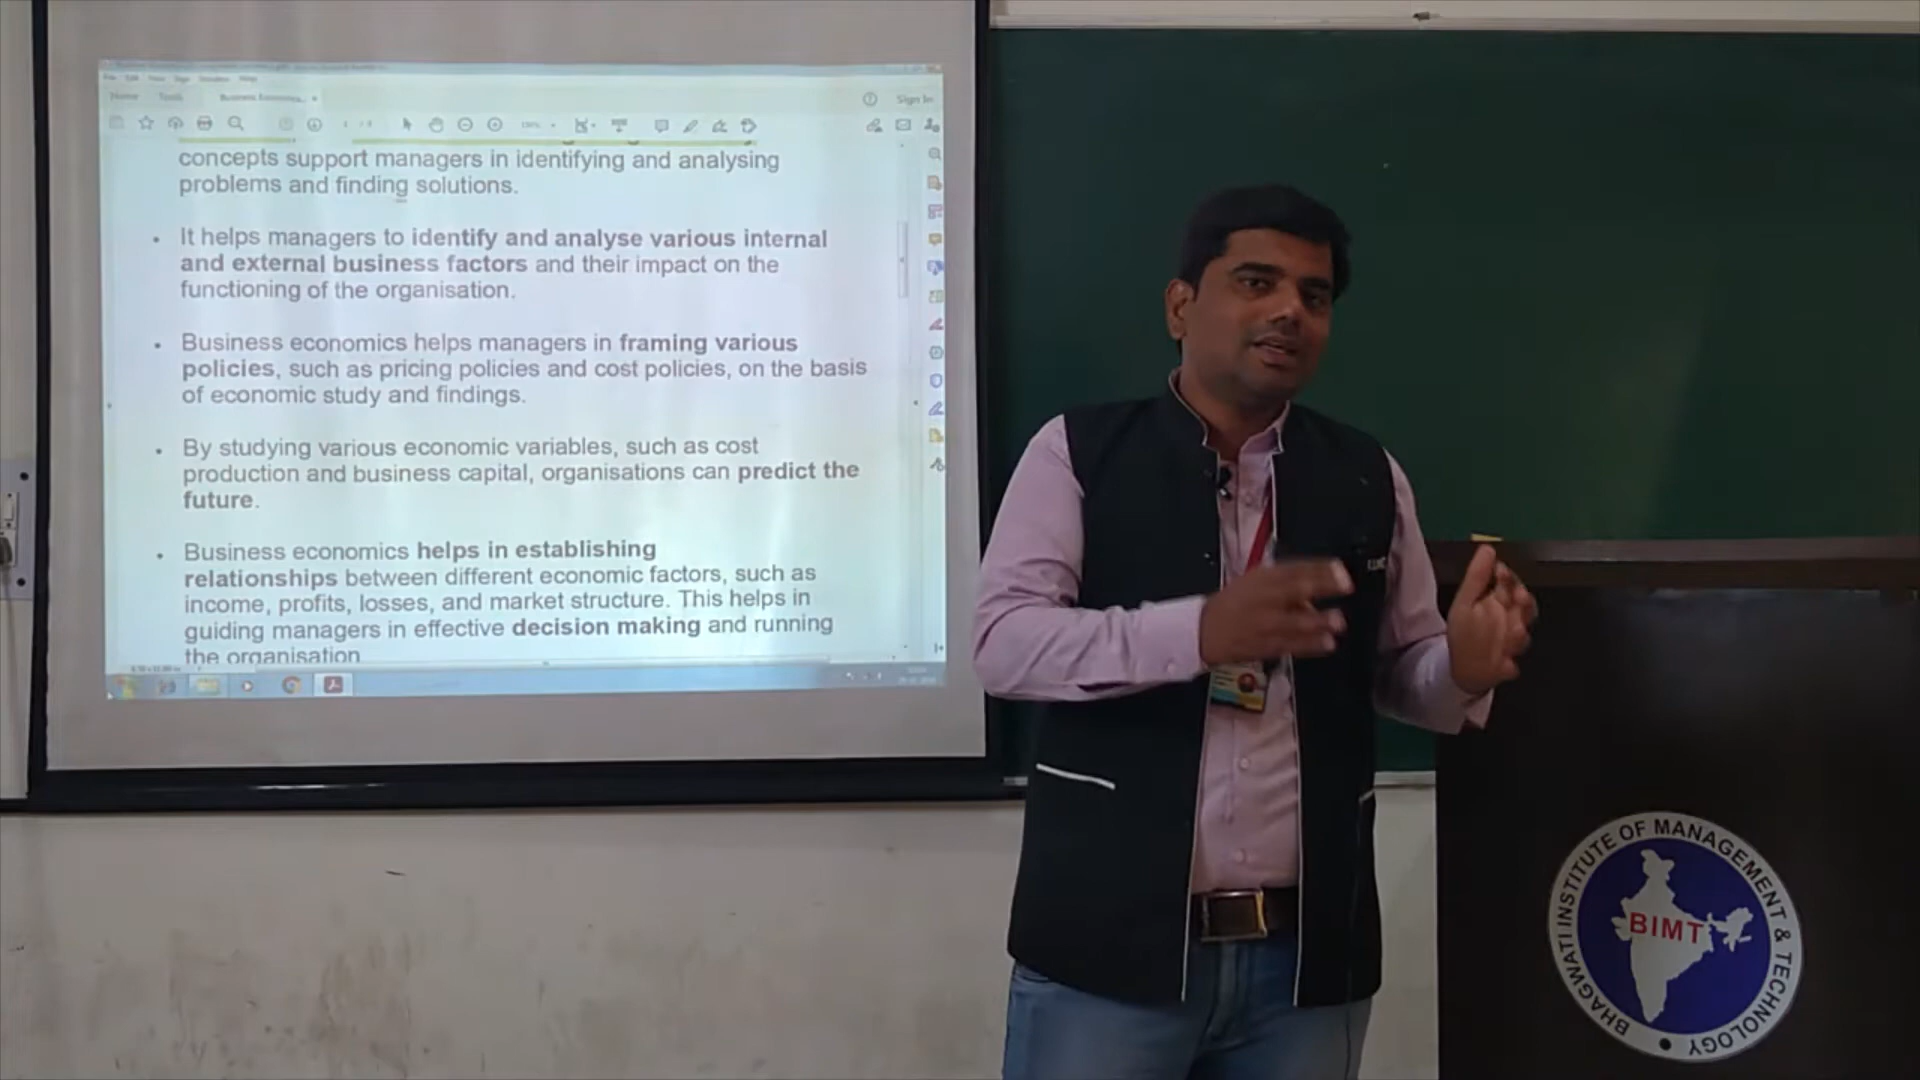 Home Tools Business Economics... Sign In
concepts support managers in identifying and analysing
problems and finding solutions.
• It helps managers to identify and analyse various internal
and external business factors and their impact on the
functioning of the organisation.
• Business economics helps managers in framing various
policies, such as pricing policies and cost policies, on the basis
of economic study and findings.
• By studying various economic variables, such as cost
production and business capital, organisations can predict the
future.
• Business economics helps in establishing
relationships between different economic factors, such as
income, profits, losses, and market structure. This helps in
guiding managers in effective decision making and running
the organisation
BHAGWATI INSTITUTE OF MANAGEMENT & TECHNOLOGY
BIMT